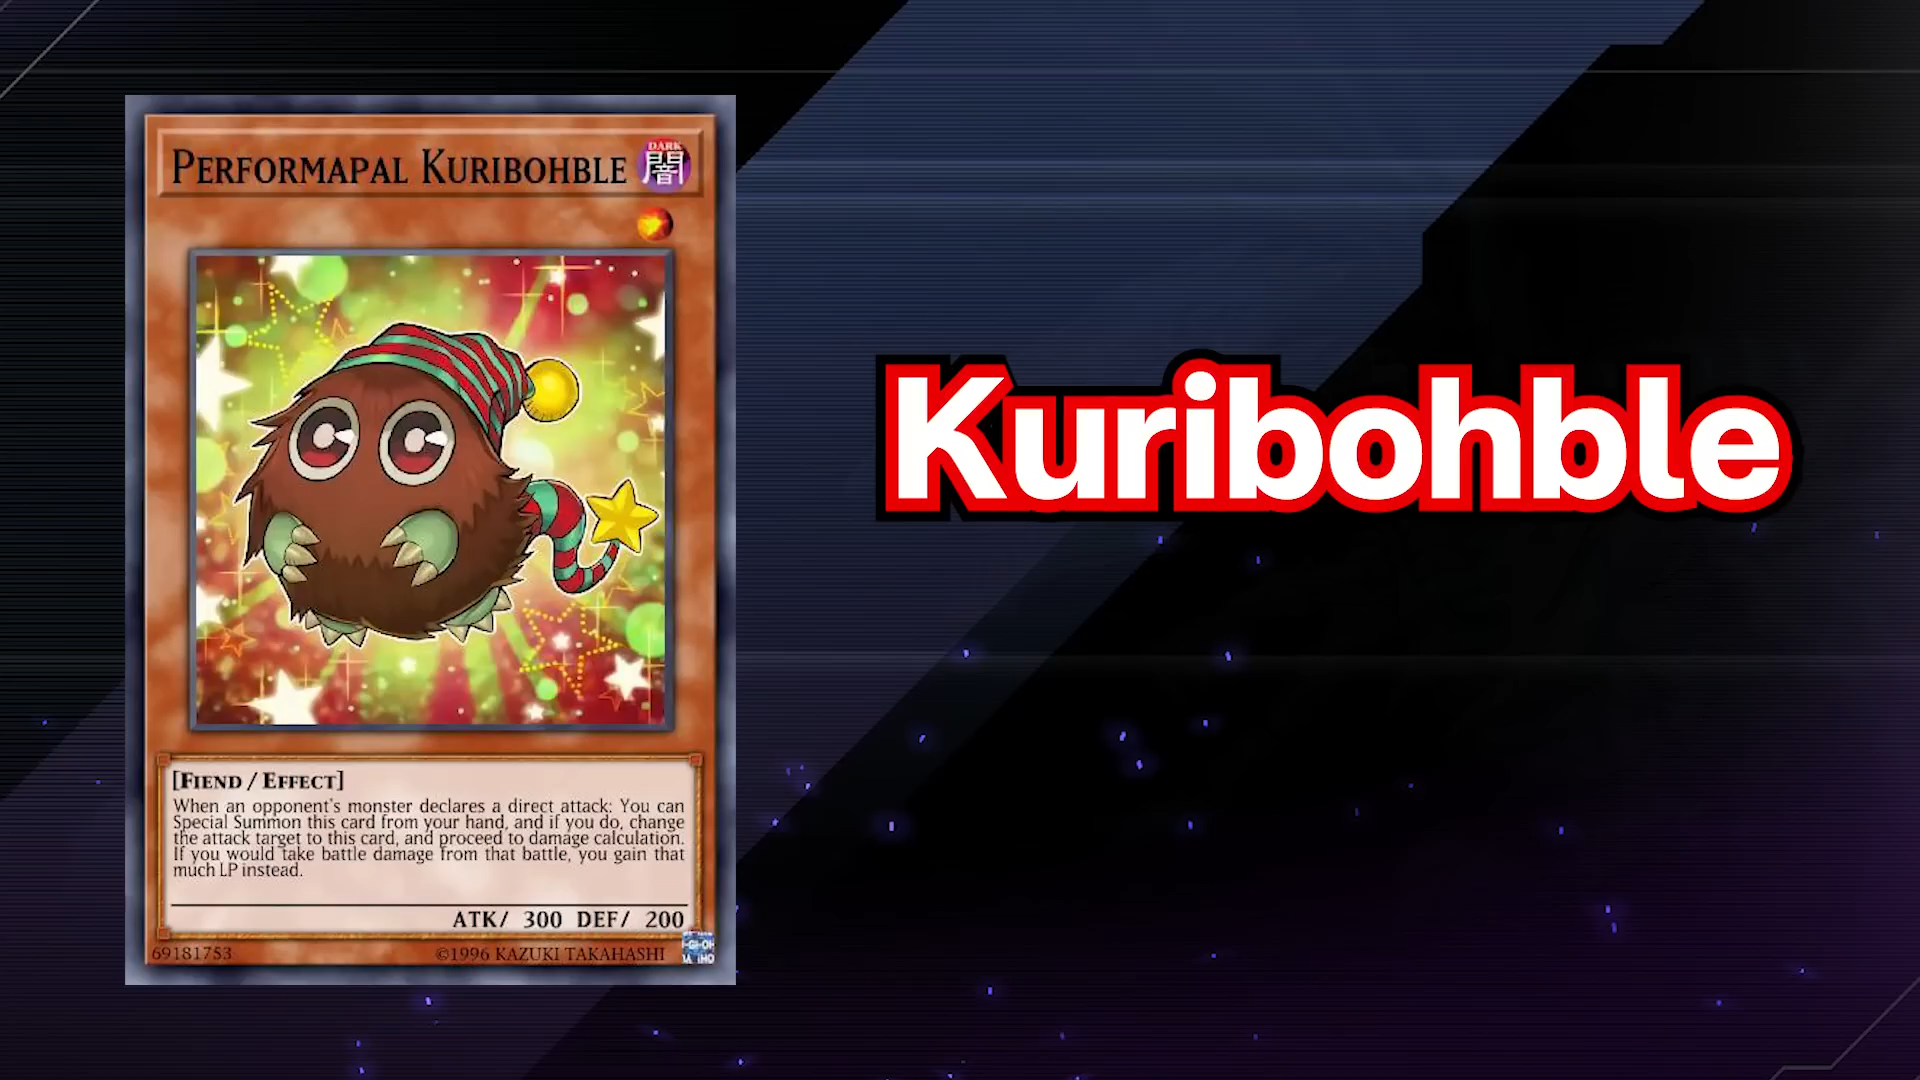 PERFORMAPAL KURIBOHBLE
DARK
闇
Kuribohble
[FIEND / EFFECT]
When an opponent's monster declares a direct attack: You can
Special Summon this card from your hand, and if you do, change
the attack target to this card, and proceed to damage calculation.
If you would take battle damage from that battle, you gain that
much LP instead.
ATK/ 300 DEF/ 200
69181753
©1996 KAZUKI TAKAHASHI